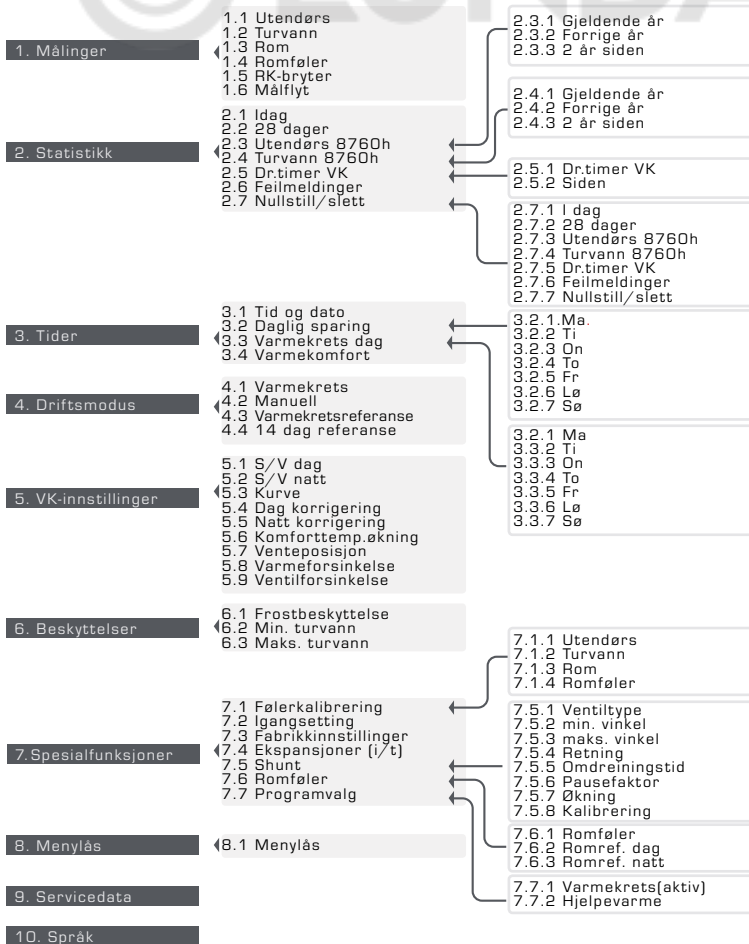 1. Målinger
1.1 Utendørs
1.2 Turvann
1.3 Rom
1.4 Romføler
1.5 RK-bryter
1.6 Målflyt
2. Statistikk
2.1 Idag
2.2 28 dager
2.3 Utendørs 8760h
2.4 Turvann 8760h
2.5 Dr.timer VK
2.6 Feilmeldinger
2.7 Nullstill/slett
2.3.1 Gjeldende år
2.3.2 Forrige år
2.3.3 2 år siden
2.4.1 Gjeldende år
2.4.2 Forrige år
2.4.3 2 år siden
2.5.1 Dr.timer VK
2.5.2 Siden
2.7.1 I dag
2.7.2 28 dager
2.7.3 Utendørs 8760h
2.7.4 Turvann 8760h
2.7.5 Dr.timer VK
2.7.6 Feilmeldinger
2.7.7 Nullstill/slett
3. Tider
3.1 Tid og dato
3.2 Daglig sparing
3.3 Varmekrets dag
3.4 Varmekomfort
3.2.1.Ma.
3.2.2 Ti
3.2.3 On
3.2.4 To
3.2.5 Fr
3.2.6 Lø
3.2.7 Sø
3.2.1 Ma
3.3.2 Ti
3.3.3 On
3.3.4 To
3.3.5 Fr
3.3.6 Lø
3.3.7 Sø
4. Driftsmodus
4.1 Varmekrets
4.2 Manuell
4.3 Varmekretsreferanse
4.4 14 dag referanse
5. VK-innstillinger
5.1 S/V dag
5.2 S/V natt
5.3 Kurve
5.4 Dag korrigering
5.5 Natt korrigering
5.6 Komforttemp.økning
5.7 Venteposisjon
5.8 Varmeforsinkelse
5.9 Ventilforsinkelse
6. Beskyttelser
6.1 Frostbeskyttelse
6.2 Min. turvann
6.3 Maks. turvann
7.Spesialfunksjoner
7.1 Følerkalibrering
7.2 Igangsetting
7.3 Fabrikkinnstillinger
7.4 Ekspansjoner (i/t)
7.5 Shunt
7.6 Romføler
7.7 Programvalg
7.1.1 Utendørs
7.1.2 Turvann
7.1.3 Rom
7.1.4 Romføler
7.5.1 Ventiltype
7.5.2 min. vinkel
7.5.3 maks. vinkel
7.5.4 Retning
7.5.5 Omdreiningstid
7.5.6 Pausefaktor
7.5.7 Økning
7.5.8 Kalibrering
7.6.1 Romføler
7.6.2 Romref. dag
7.6.3 Romref. natt
7.7.1 Varmekrets(aktiv)
7.7.2 Hjelpevarme
8. Menylås
8.1 Menylås
9. Servicedata
10. Språk